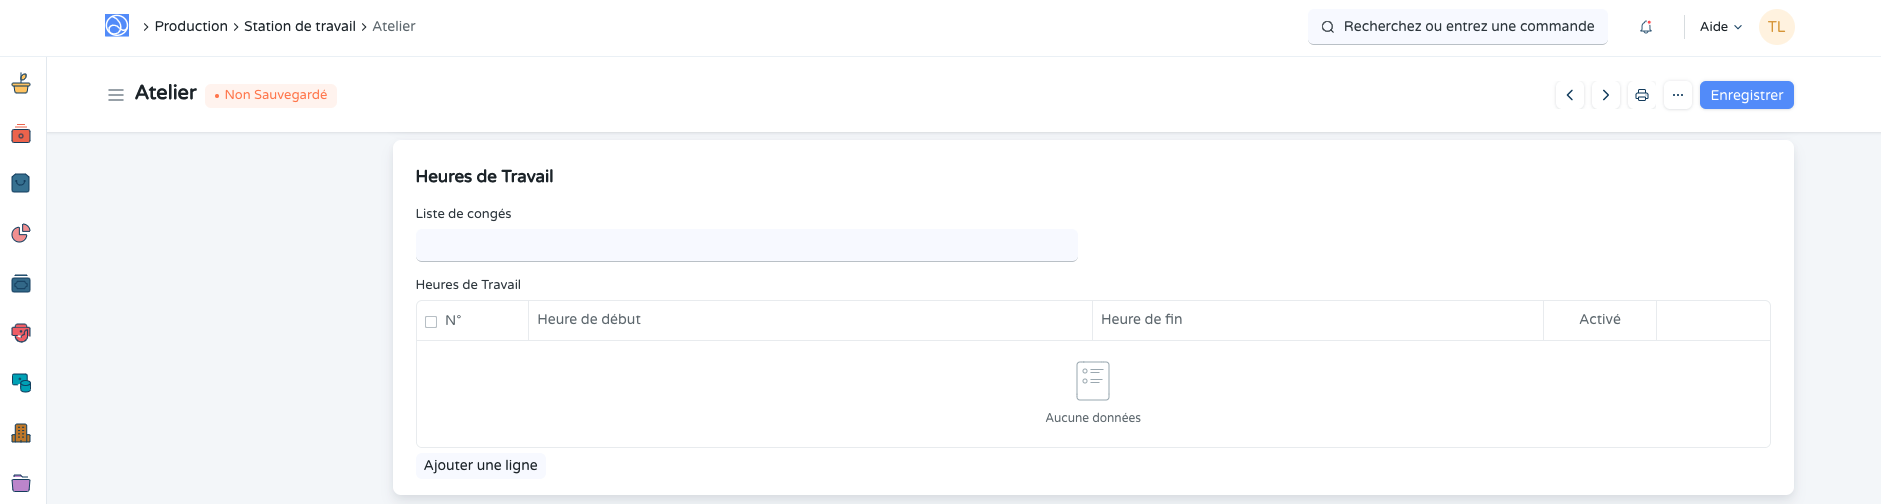 Production Station de travail Atelier
Recherchez ou entrez une commande
Aide
TL
Atelier
Non Sauvegardé
Enregistrer
Heures de Travail
Liste de congés
Heures de Travail
N° Heure de début Heure de fin Activé
Aucune données
Ajouter une ligne